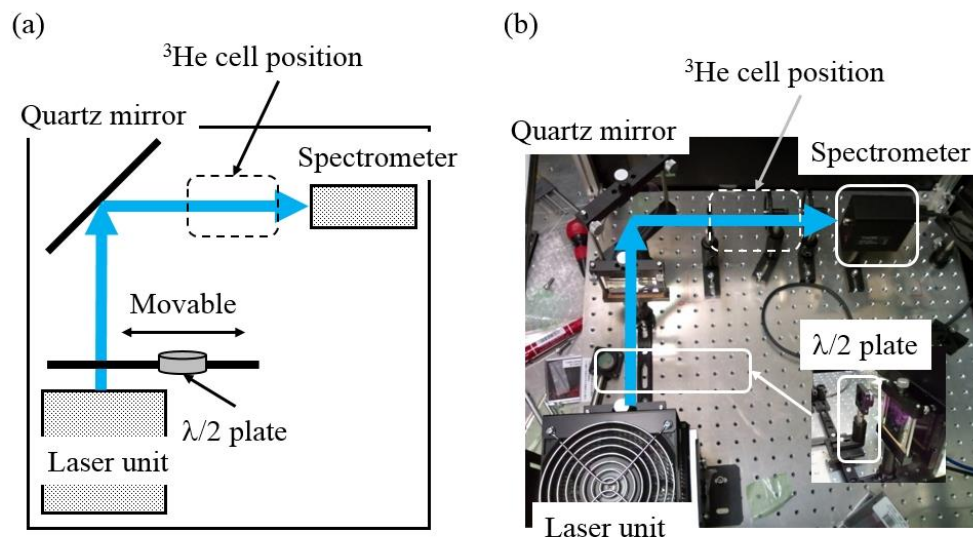 (a)
³He cell position
Quartz mirror
Spectrometer
Movable
λ/2 plate
Laser unit
(b)
³He cell position
Quartz mirror
Spectrometer
λ/2 plate
Laser unit